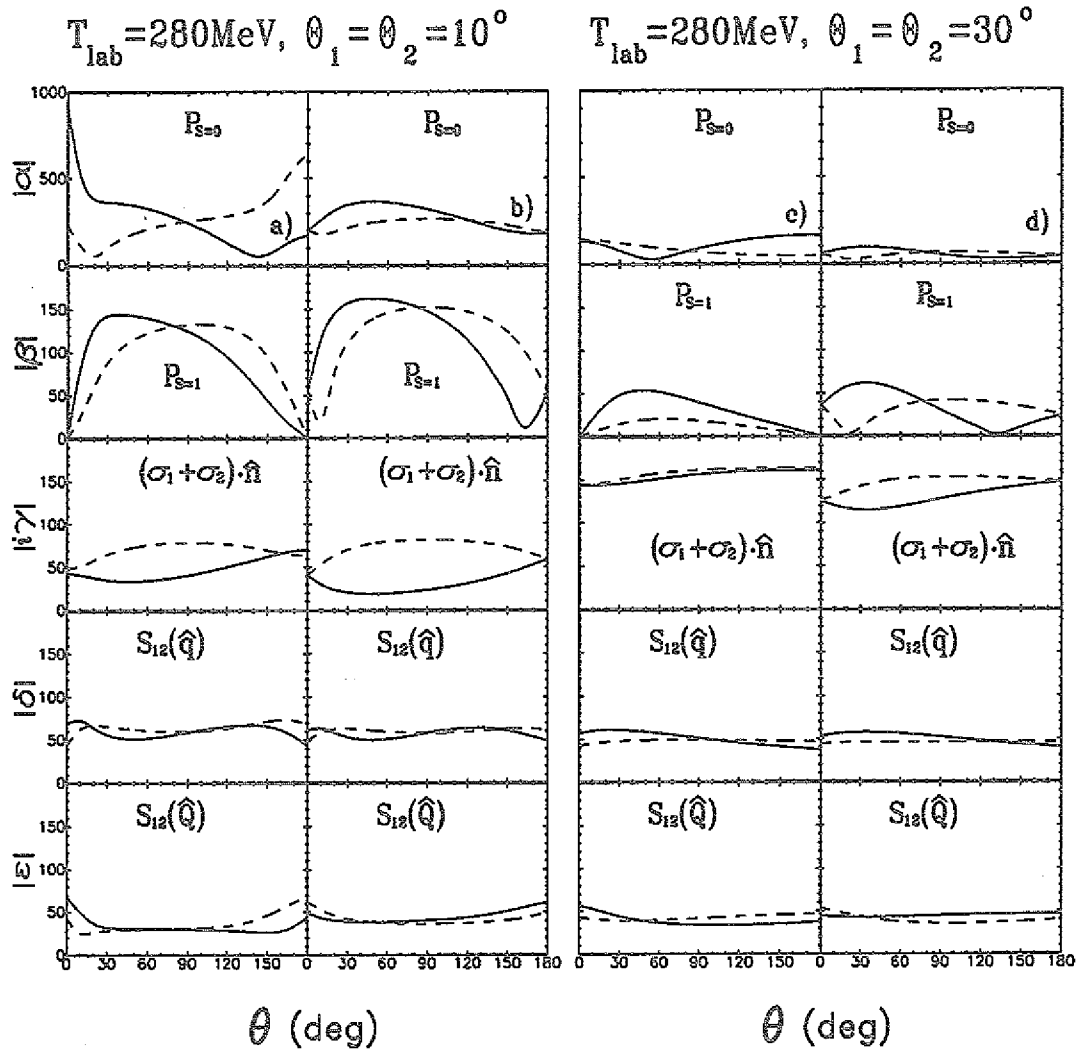 T_lab=280MeV, θ_1=θ_2=10° T_lab=280MeV, θ_1=θ_2=30°
1000 P_S=0 P_S=0 P_S=0 P_S=0
|α| 500 a) b) c) d)
0
150 P_S=1 P_S=1
|β| 100
50 P_S=1 P_S=1
0
150 (σ_1+σ_2)·n̂ (σ_1+σ_2)·n̂
|iγ| 100
50 (σ_1+σ_2)·n̂ (σ_1+σ_2)·n̂
0
150 S_12(q̂) S_12(q̂) S_12(q̂) S_12(q̂)
|δ| 100
50
0
150 S_12(Q̂) S_12(Q̂) S_12(Q̂) S_12(Q̂)
|ε| 100
50
0
0 30 60 90 120 150 0 30 60 90 120 150 180 0 30 60 90 120 150 0 30 60 90 120 150 180
θ (deg) θ (deg)